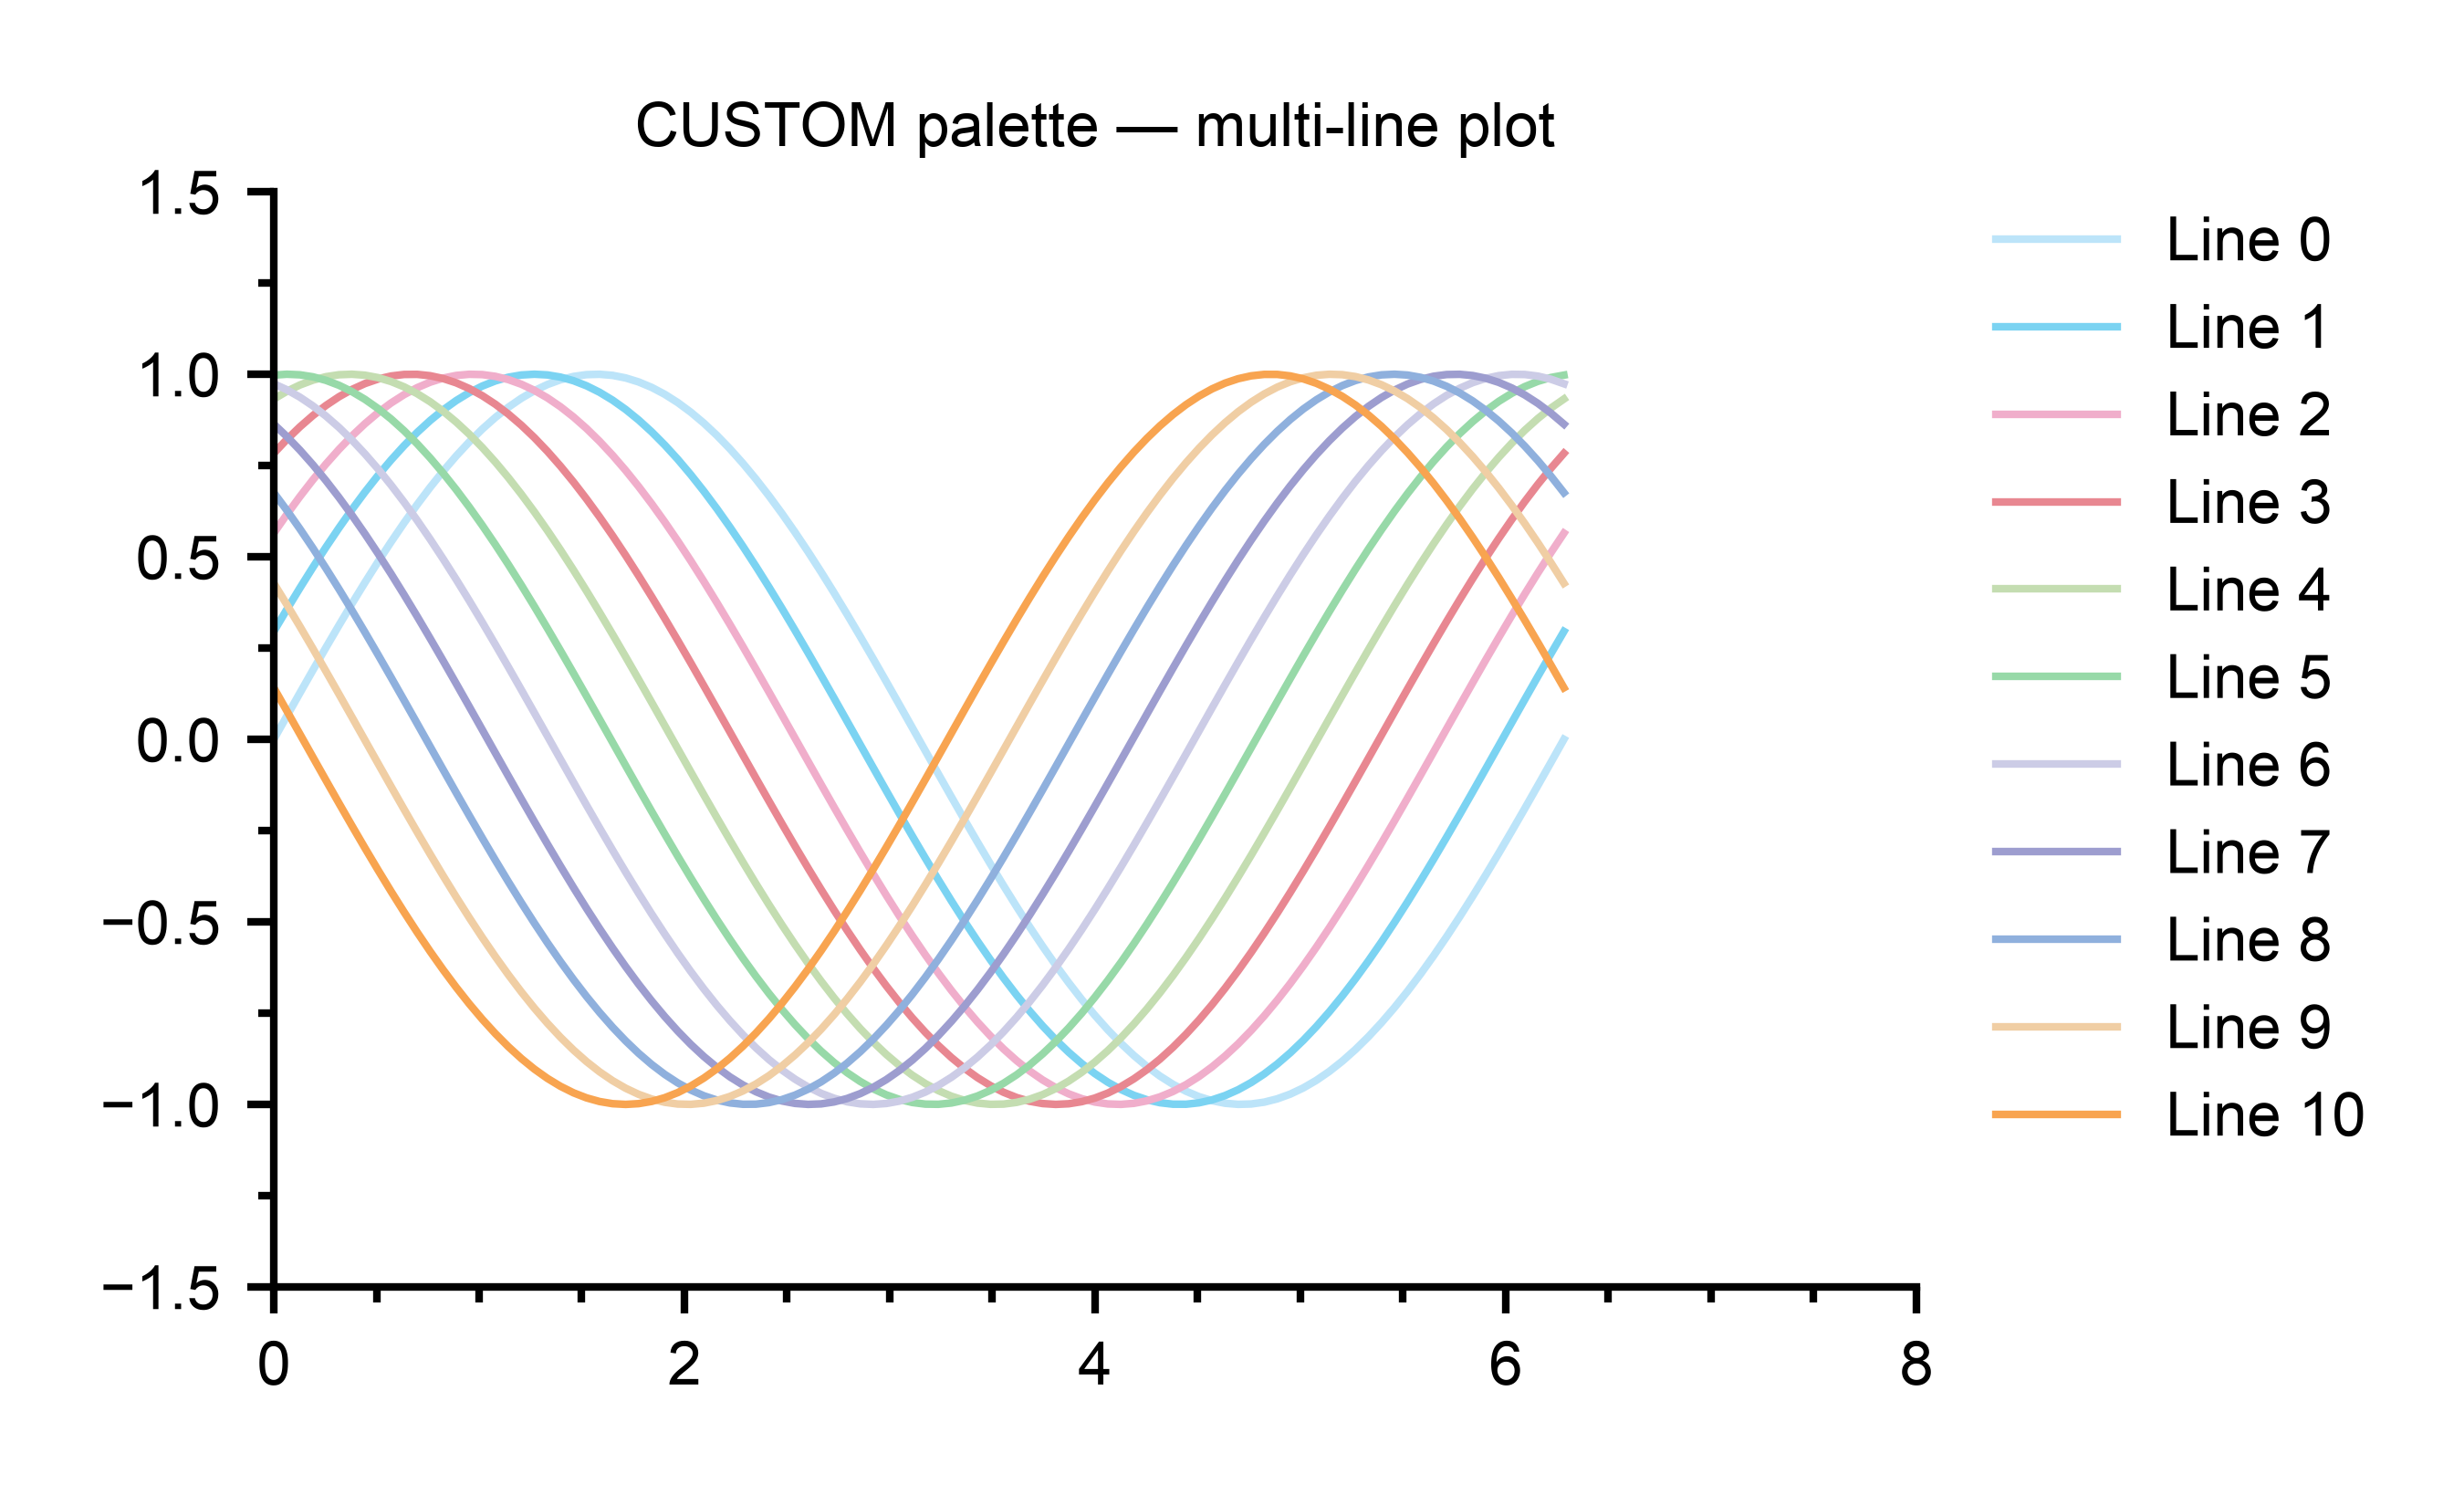 CUSTOM palette — multi-line plot
1.5
1.0
0.5
0.0
−0.5
−1.0
−1.5
0 2 4 6 8
Line 0
Line 1
Line 2
Line 3
Line 4
Line 5
Line 6
Line 7
Line 8
Line 9
Line 10